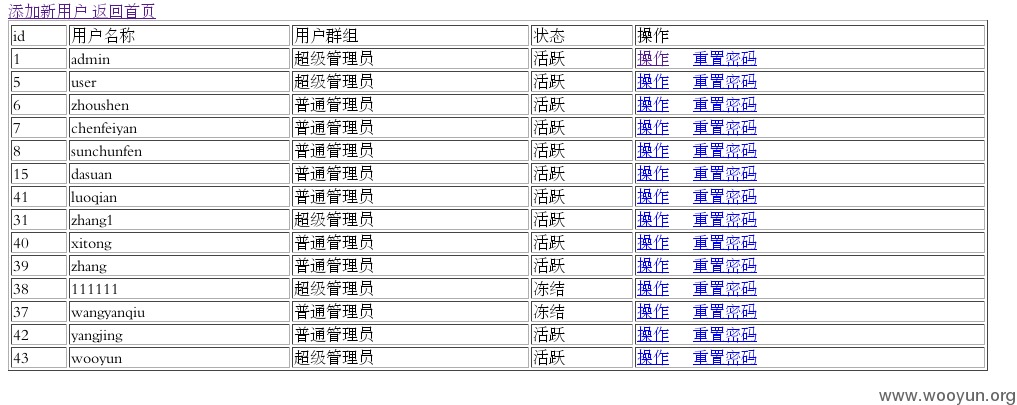 添加新用户 返回首页
id 用户名称 用户群组 状态 操作
1 admin 超级管理员 活跃 操作 重置密码
5 user 超级管理员 活跃 操作 重置密码
6 zhoushen 普通管理员 活跃 操作 重置密码
7 chenfeiyan 普通管理员 活跃 操作 重置密码
8 sunchunfen 普通管理员 活跃 操作 重置密码
15 dasuan 普通管理员 活跃 操作 重置密码
41 luoqian 普通管理员 活跃 操作 重置密码
31 zhang1 超级管理员 活跃 操作 重置密码
40 xitong 普通管理员 活跃 操作 重置密码
39 zhang 普通管理员 活跃 操作 重置密码
38 111111 超级管理员 冻结 操作 重置密码
37 wangyanqiu 普通管理员 冻结 操作 重置密码
42 yangjing 普通管理员 活跃 操作 重置密码
43 wooyun 超级管理员 活跃 操作 重置密码
www.wooyun.org